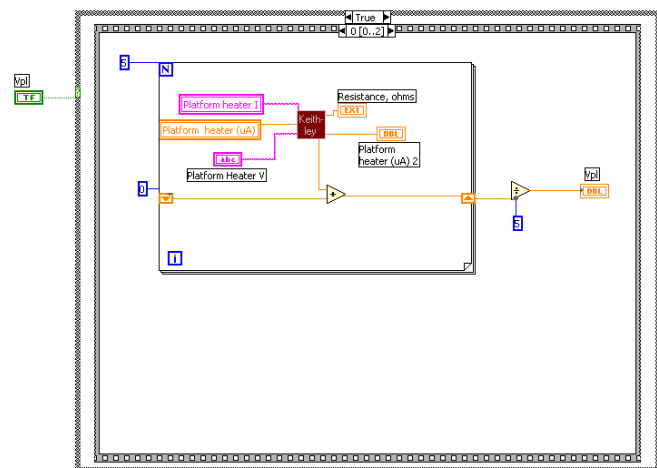 True
0 [0..2]
5
N
Vpl
TF
?
Platform heater I
Resistance, ohms
EXT
Keith-
ley
Platform  heater (uA)
DBL
abc
Platform
heater (uA) 2
Platform Heater V
Vpl
0
+
÷
DBL
5
i